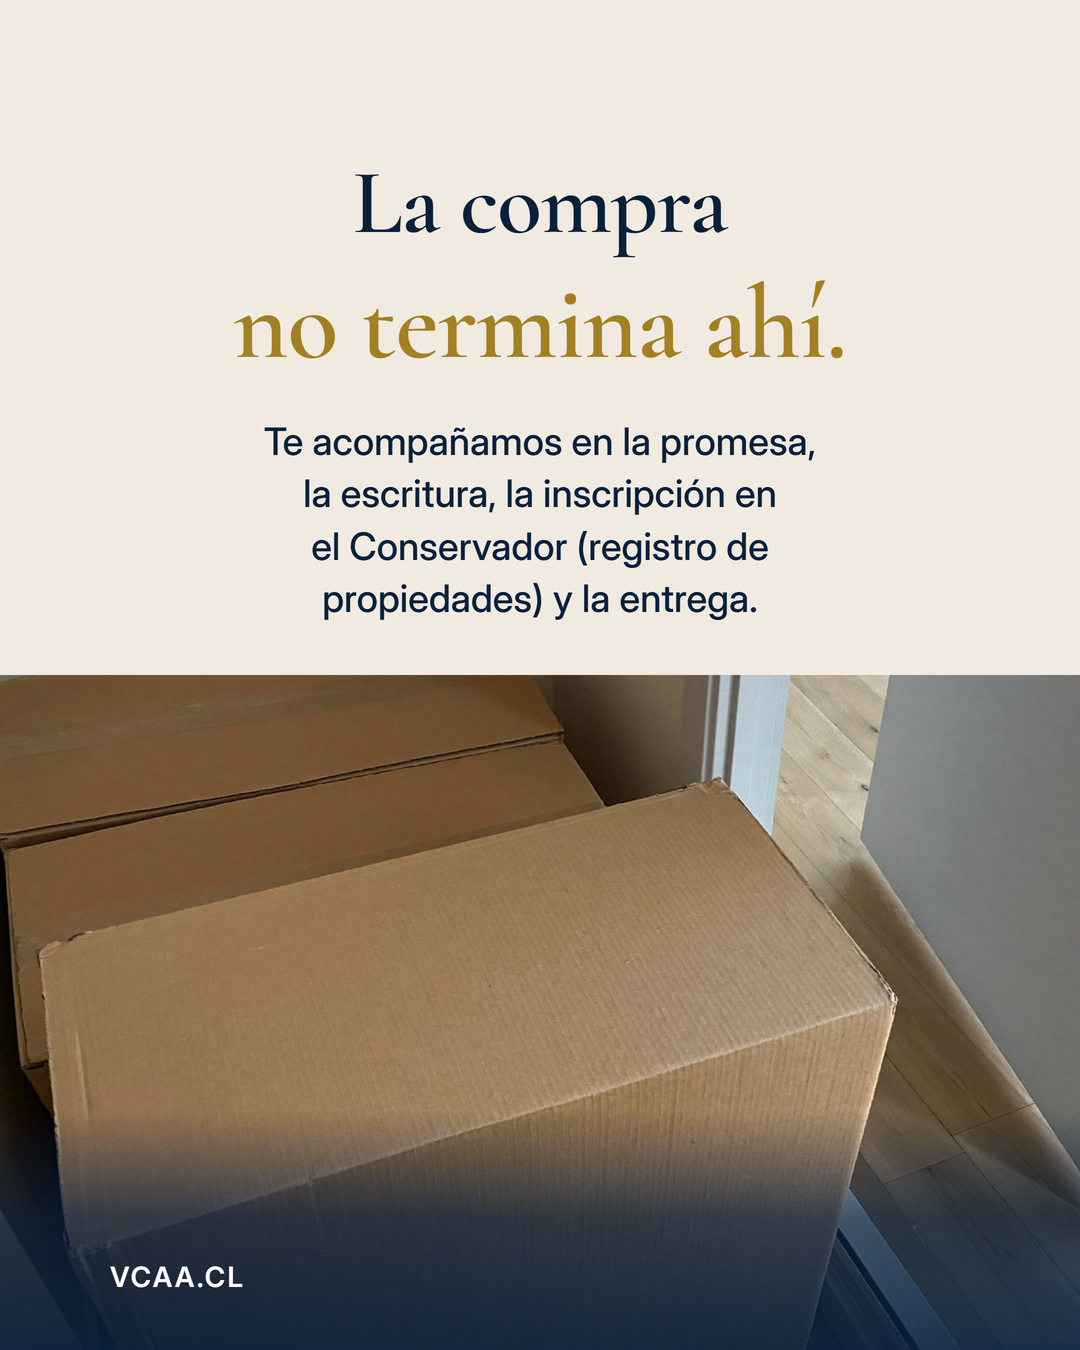 La compra
no termina ahí.
Te acompañamos en la promesa,
la escritura, la inscripción en
el Conservador (registro de
propiedades) y la entrega.
VCAA.CL